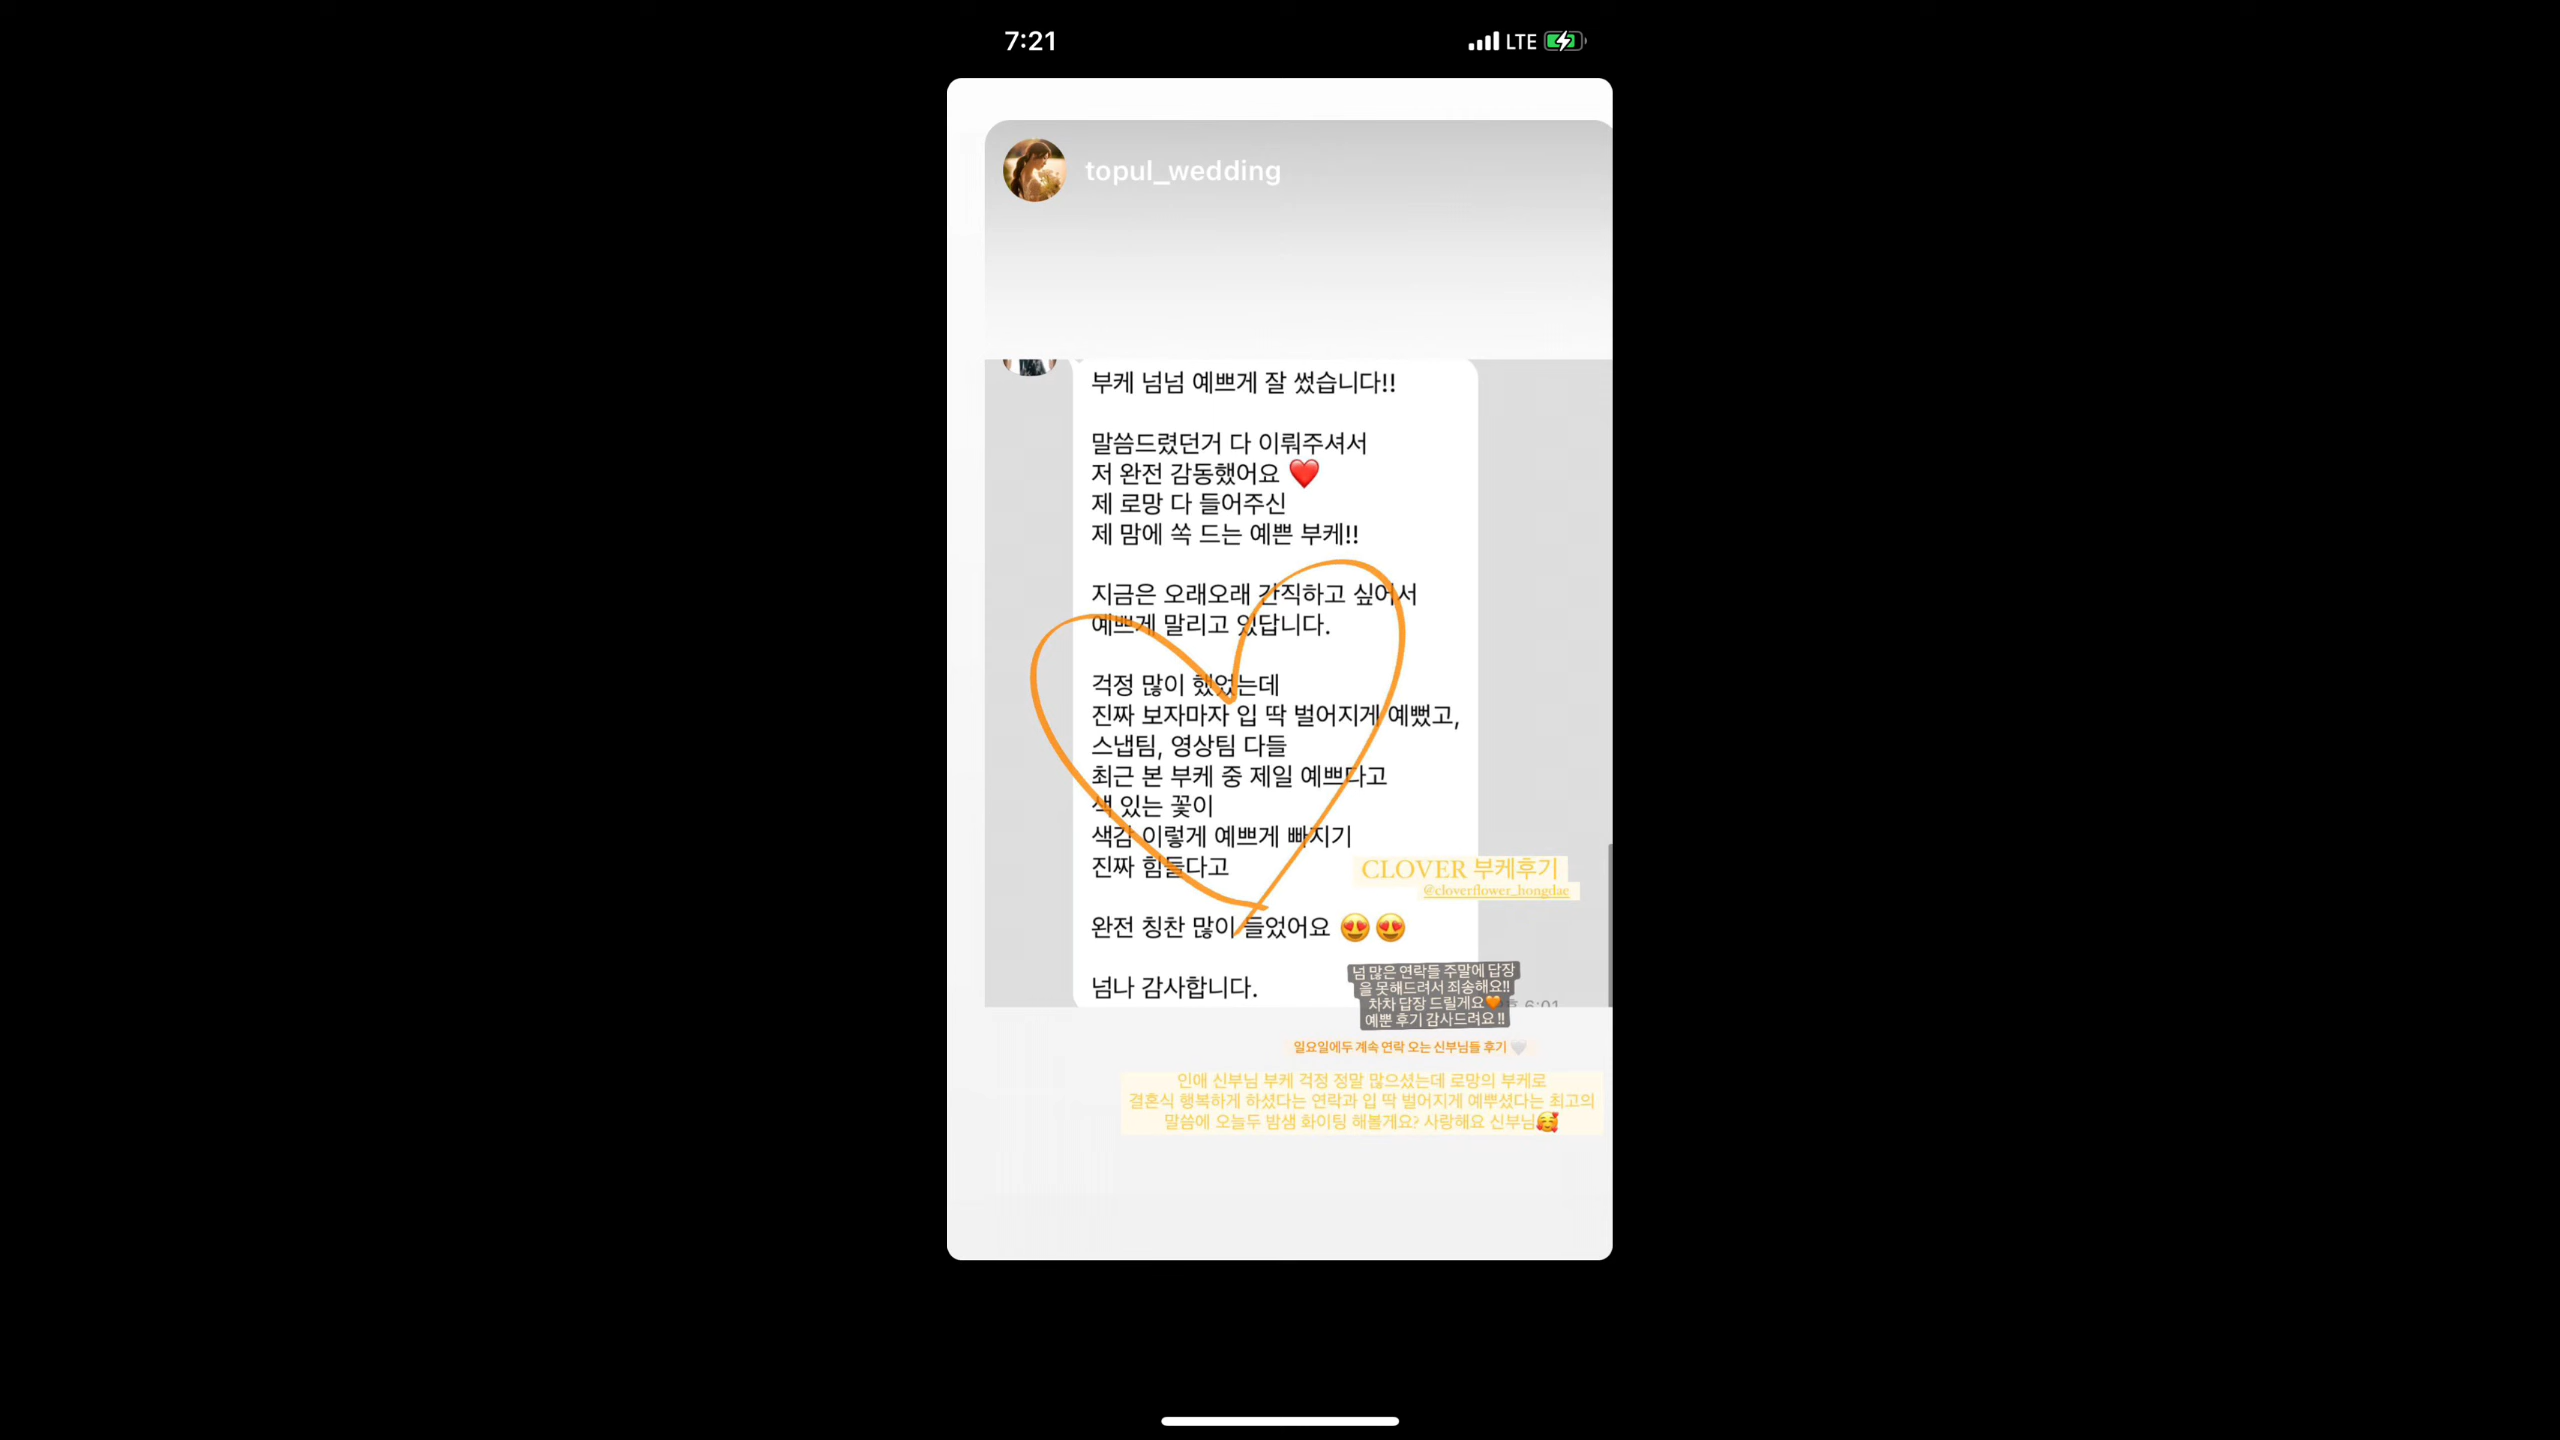 7:21
LTE
topul_wedding
부케 넘넘 예쁘게 잘 썼습니다!!
말씀드렸던거 다 이뤄주셔서
저 완전 감동했어요 ❤️
제 로망 다 들어주신
제 맘에 쏙 드는 예쁜 부케!!
지금은 오래오래 간직하고 싶어서
예쁘게 말리고 있답니다.
걱정 많이 했었는데
진짜 보자마자 입 딱 벌어지게 예뻤고,
스냅팀, 영상팀 다들
최근 본 부케 중 제일 예쁘다고
색 있는 꽃이
색감 이렇게 예쁘게 빠지기
진짜 힘들다고
CLOVER 부케후기
@cloverflower_hongdae
완전 칭찬 많이 들었어요 😍😍
넘나 감사합니다.
넘 많은 연락들 주말에 답장
을 못해드려서 죄송해요!!
차차 답장 드릴게요🧡
예쁜 후기 감사드려요 !!
6:01
일요일에두 계속 연락 오는 신부님들 후기 🤍
인애 신부님 부케 걱정 정말 많으셨는데 로망의 부케로
결혼식 행복하게 하셨다는 연락과 입 딱 벌어지게 예뿌셨다는 최고의
말씀에 오늘두 밤샘 화이팅 해볼게요? 사랑해요 신부님🥰